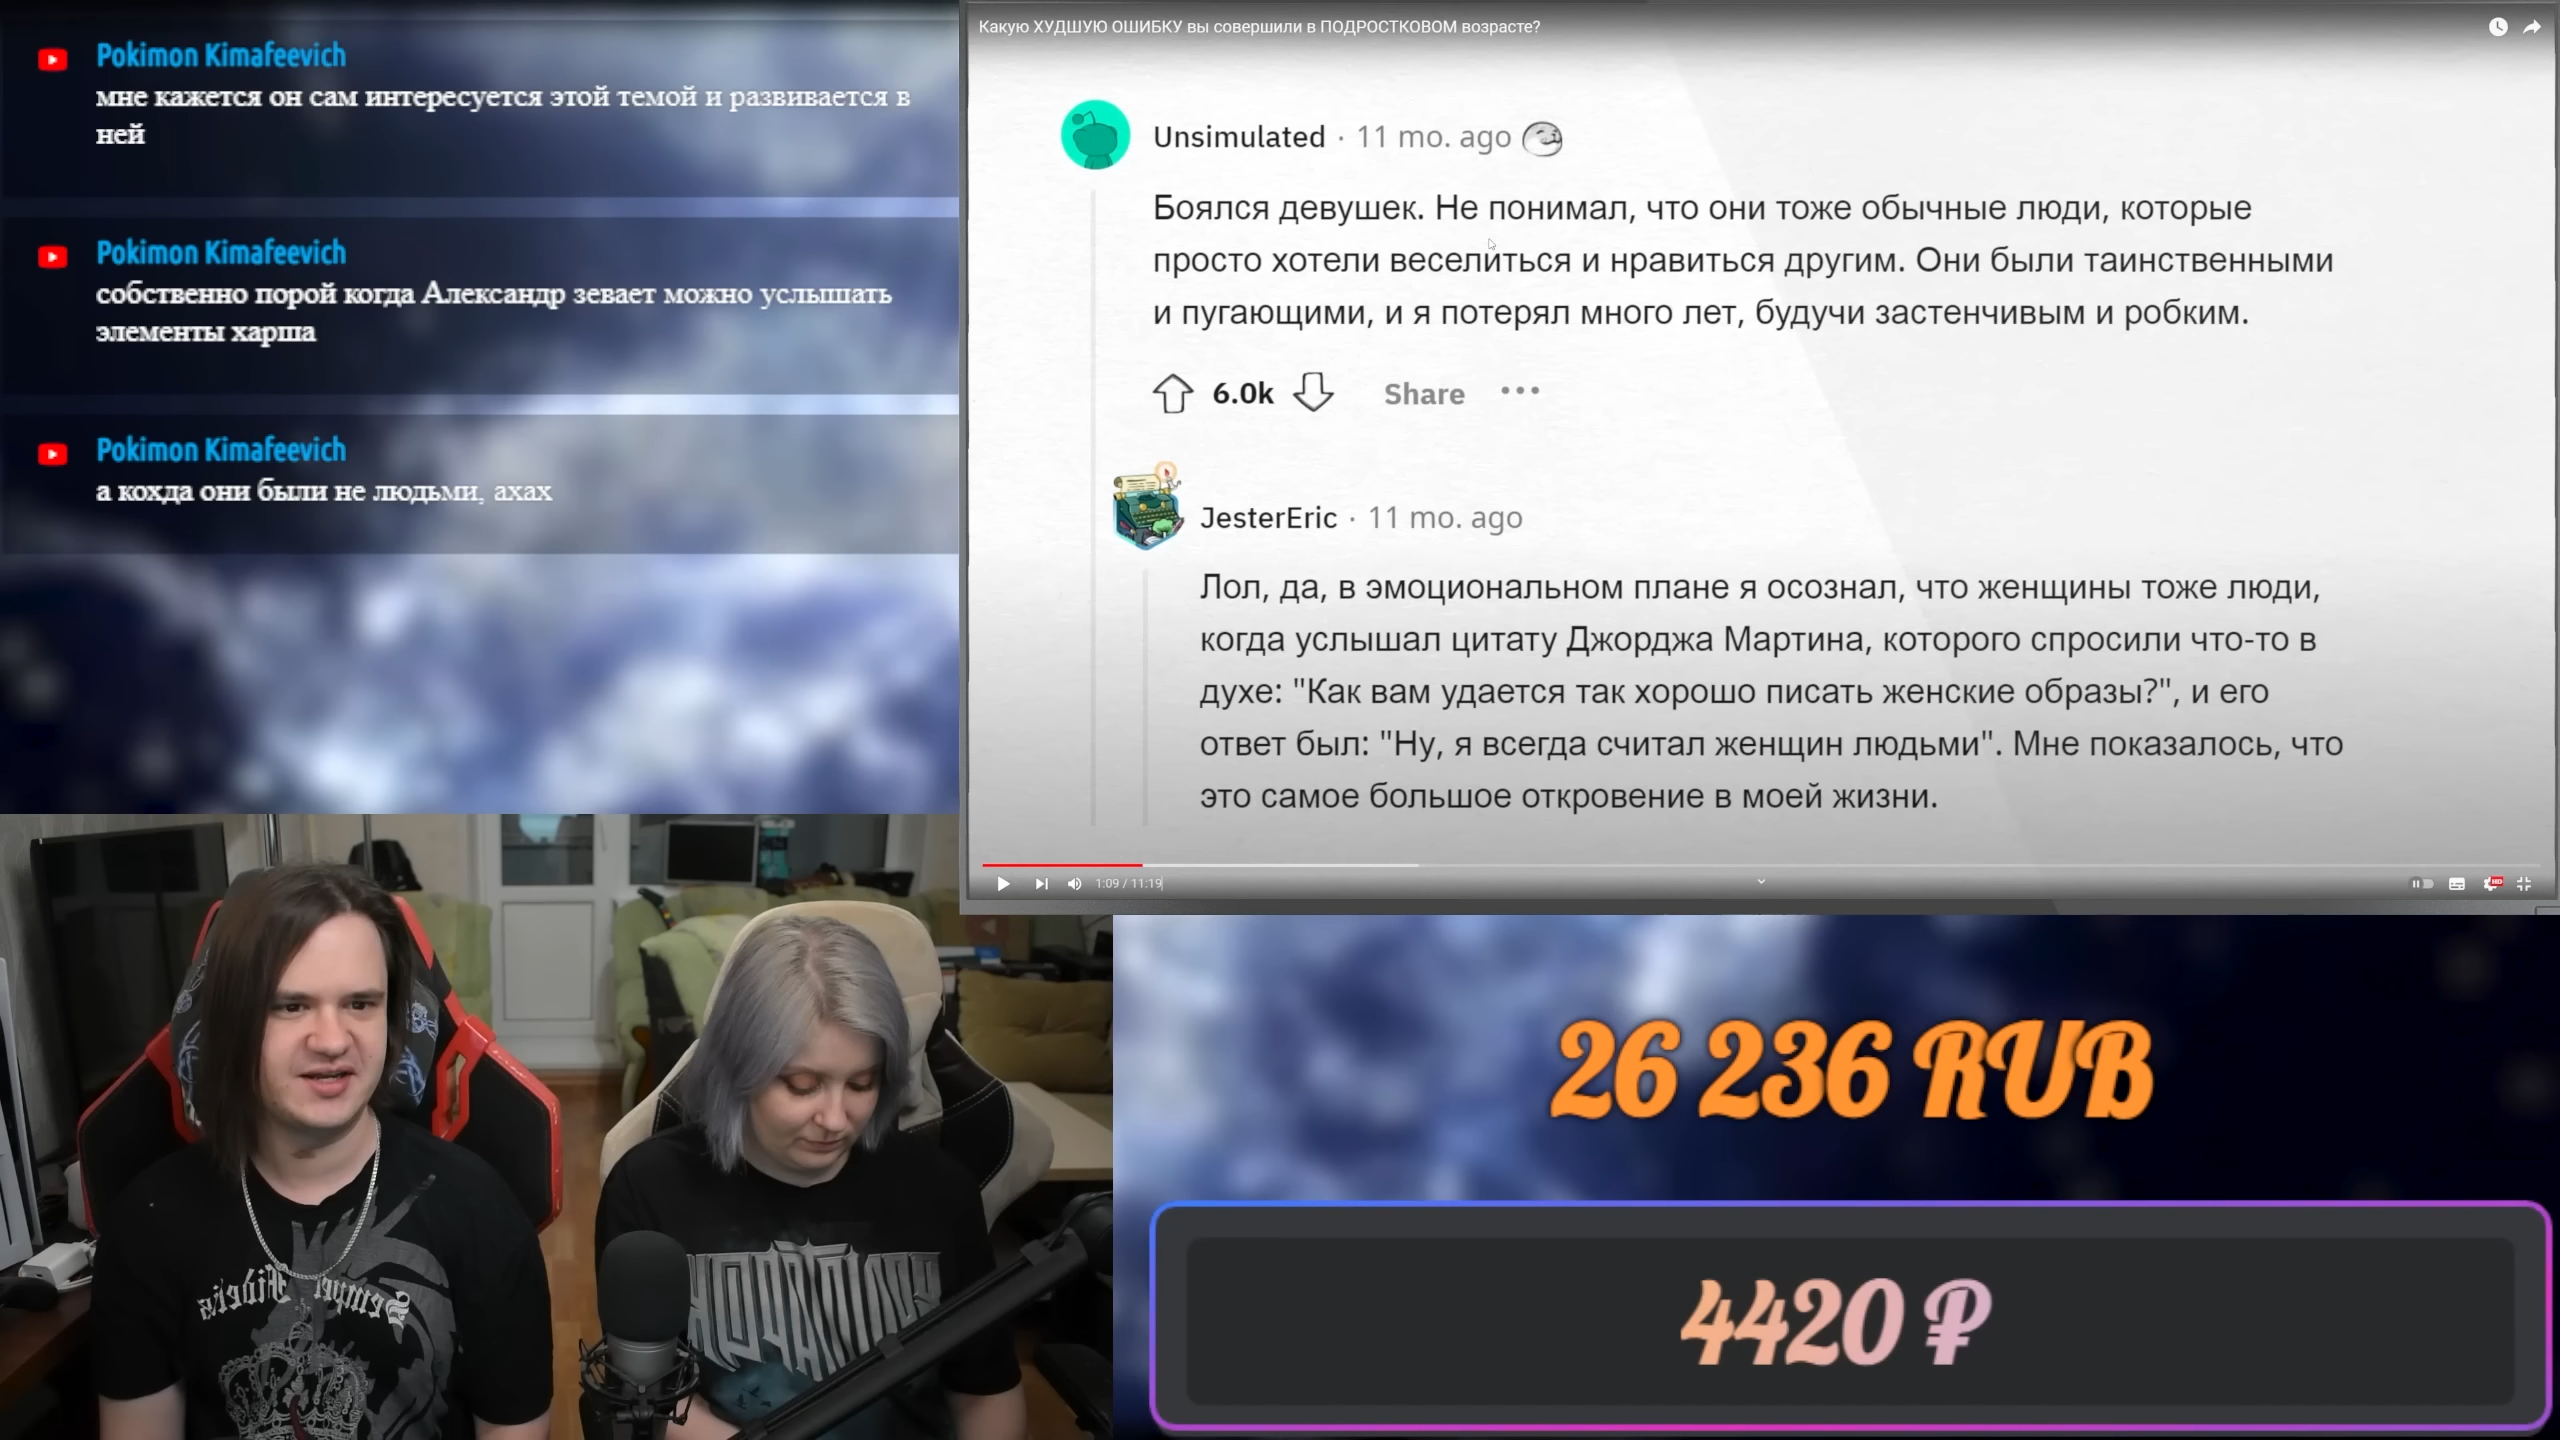 Pokimon Kimafeevich
мне кажется он сам интересуется этой темой и развивается в
ней
Pokimon Kimafeevich
собственно порой когда Александр зевает можно услышать
элементы харша
Pokimon Kimafeevich
а кохда они были не людьми, ахах
Какую ХУДШУЮ ОШИБКУ вы совершили в ПОДРОСТКОВОМ возрасте?
Unsimulated · 11 mo. ago
Боялся девушек. Не понимал, что они тоже обычные люди, которые
просто хотели веселиться и нравиться другим. Они были таинственными
и пугающими, и я потерял много лет, будучи застенчивым и робким.
6.0k Share ...
JesterEric · 11 mo. ago
Лол, да, в эмоциональном плане я осознал, что женщины тоже люди,
когда услышал цитату Джорджа Мартина, которого спросили что-то в
духе: "Как вам удается так хорошо писать женские образы?", и его
ответ был: "Ну, я всегда считал женщин людьми". Мне показалось, что
это самое большое откровение в моей жизни.
1:09 / 11:19
HD
Semper Fidelis
26 236 RUB
4420 ₽